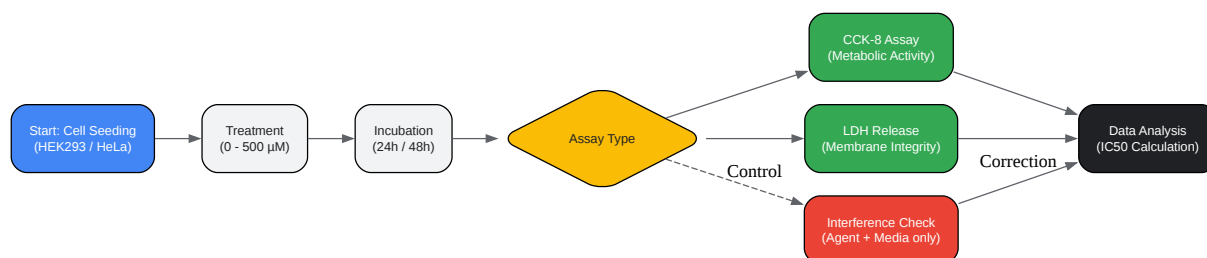 Start: Cell Seeding
(HEK293 / HeLa)
Treatment
(0 - 500 µM)
Incubation
(24h / 48h)
Assay Type
CCK-8 Assay
(Metabolic Activity)
LDH Release
(Membrane Integrity)
Control
Interference Check
(Agent + Media only)
Correction
Data Analysis
(IC50 Calculation)